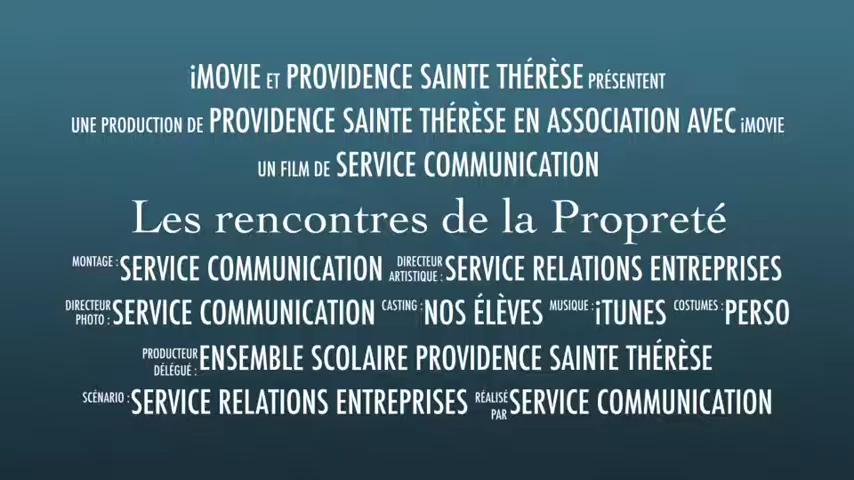 iMOVIE ET PROVIDENCE SAINTE THÉRÈSE PRÉSENTENT
UNE PRODUCTION DE PROVIDENCE SAINTE THÉRÈSE EN ASSOCIATION AVEC iMOVIE
UN FILM DE SERVICE COMMUNICATION
Les rencontres de la Propreté
MONTAGE : SERVICE COMMUNICATION DIRECTEUR ARTISTIQUE : SERVICE RELATIONS ENTREPRISES
DIRECTEUR PHOTO : SERVICE COMMUNICATION CASTING : NOS ÉLÈVES MUSIQUE : iTUNES COSTUMES : PERSO
PRODUCTEUR DÉLÉGUÉ : ENSEMBLE SCOLAIRE PROVIDENCE SAINTE THÉRÈSE
SCÉNARIO : SERVICE RELATIONS ENTREPRISES RÉALISÉ PAR SERVICE COMMUNICATION